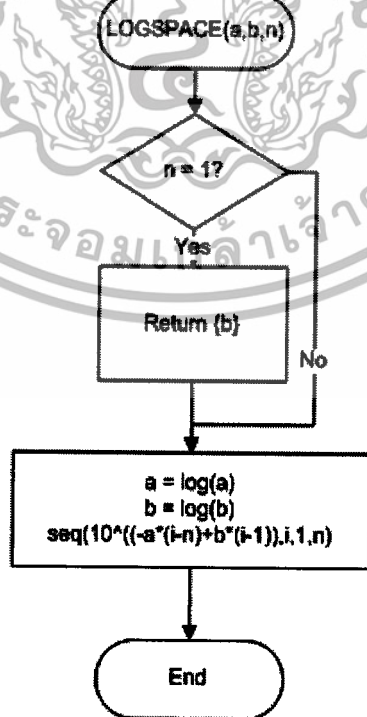 LOGSPACE(a,b,n)
n = 1?
Yes
Return {b}
No
a = log(a)
b = log(b)
seq(10^((-a*(i-n)+b*(i-1)),i,1,n)
End